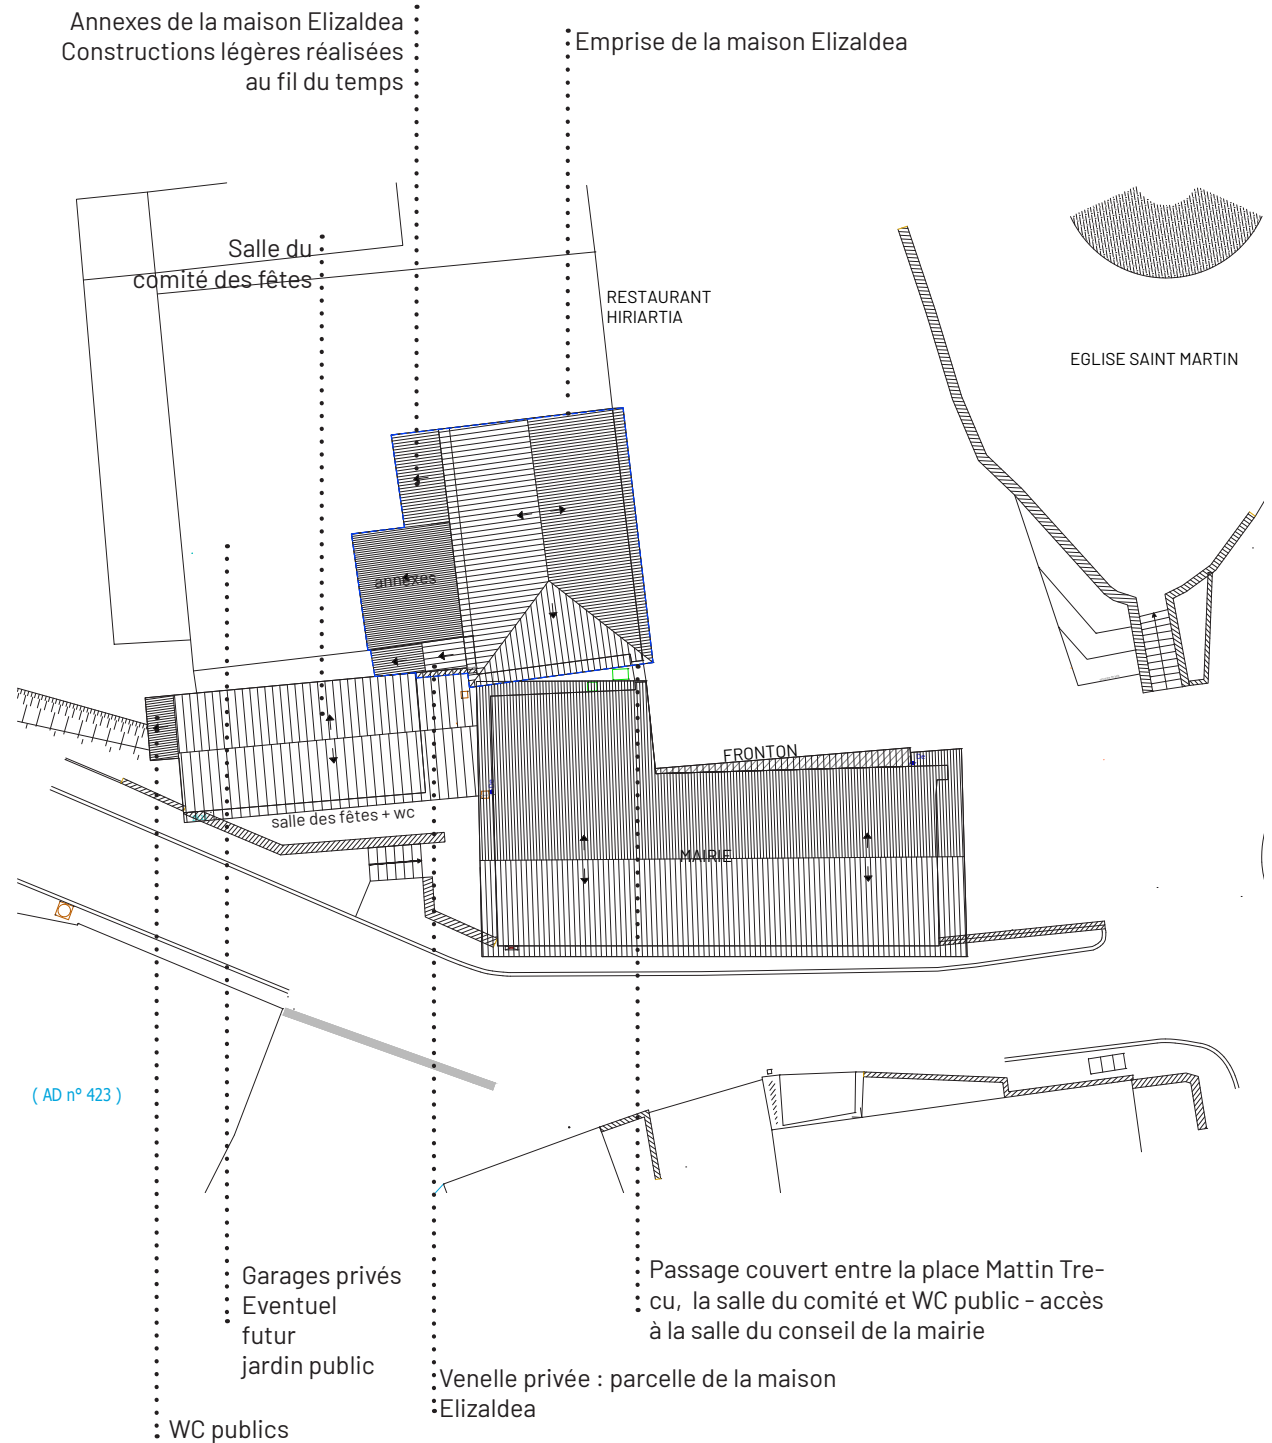 Annexes de la maison Elizaldea
Constructions légères réalisées
au fil du temps
Emprise de la maison Elizaldea
Salle du
comité des fêtes
RESTAURANT
HIRIARTIA
EGLISE SAINT MARTIN
annexes
FRONTON
salle des fêtes + wc
MAIRIE
( AD nº 423 )
Garages privés
Eventuel
futur
jardin public
Passage couvert entre la place Mattin Tre-
cu, la salle du comité et WC public - accès
à la salle du conseil de la mairie
Venelle privée : parcelle de la maison
Elizaldea
WC publics